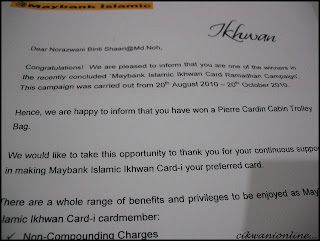 Maybank Islamic
Ikhwan
Dear Norazwani Binti Shaari@Md Noh,
Congratulations! We are pleased to inform that you are one of the winners in
the recently concluded 'Maybank Islamic Ikhwan Card Ramadhan Campaign'.
This campaign was carried out from 20th August 2010 – 20th October 2010.
Hence, we are happy to inform that you have won a Pierre Cardin Cabin Trolley
Bag.
We would like to take this opportunity to thank you for your continuous suppo
in making Maybank Islamic Ikhwan Card-i your preferred card.
There are a whole range of benefits and privileges to be enjoyed as May
slamic Ikhwan Card-i cardmember:
✓ Non-Compounding Charges
cikwanionline...